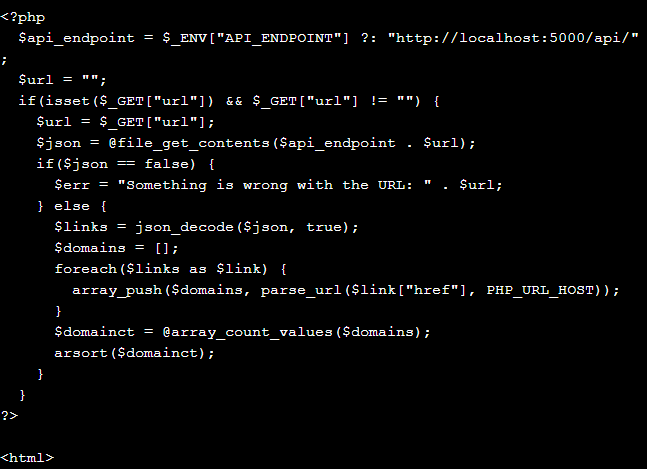 <?php
  $api_endpoint = $_ENV["API_ENDPOINT"] ?: "http://localhost:5000/api/"
;
  $url = "";
  if(isset($_GET["url"]) && $_GET["url"] != "") {
    $url = $_GET["url"];
    $json = @file_get_contents($api_endpoint . $url);
    if($json == false) {
      $err = "Something is wrong with the URL: " . $url;
    } else {
      $links = json_decode($json, true);
      $domains = [];
      foreach($links as $link) {
        array_push($domains, parse_url($link["href"], PHP_URL_HOST));
      }
      $domainct = @array_count_values($domains);
      arsort($domainct);
    }
  }
?>

<html>